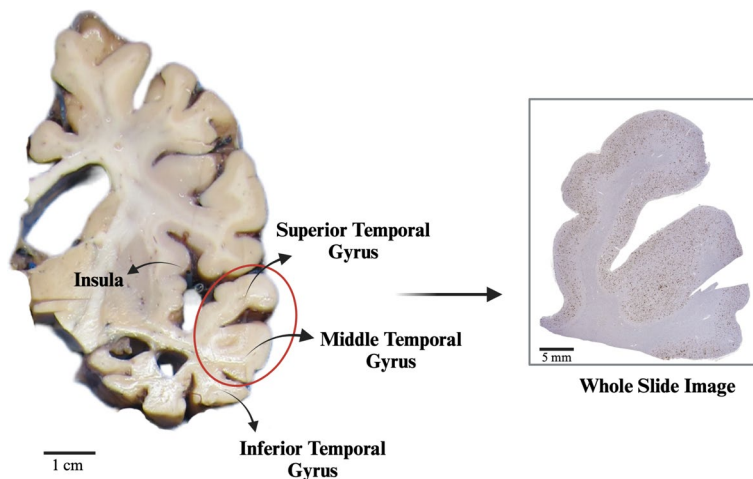 Superior Temporal
Gyrus
Insula
Middle Temporal
Gyrus
Inferior Temporal
Gyrus
1 cm
5 mm
Whole Slide Image